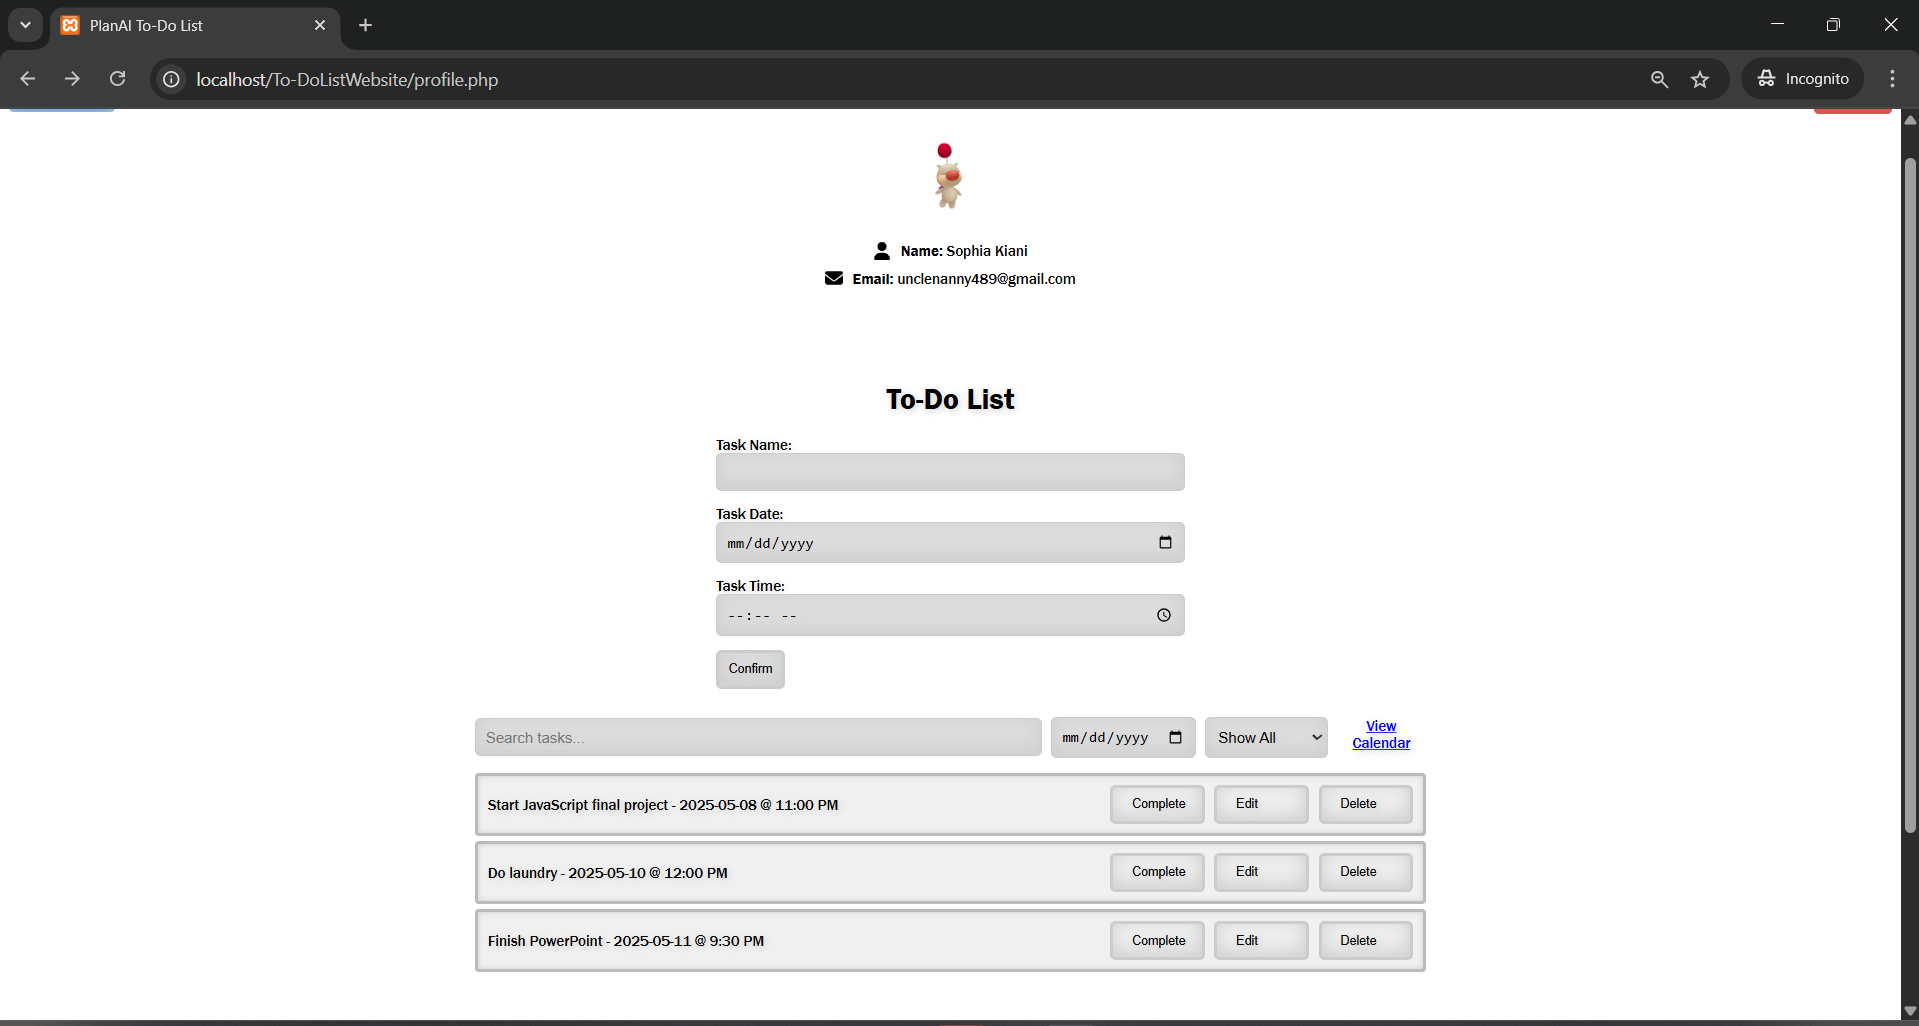 PlanAI To-Do List
localhost/To-DoListWebsite/profile.php
Incognito
Name: Sophia Kiani
Email: unclenanny489@gmail.com
To-Do List
Task Name:
Task Date:
mm/dd/yyyy
Task Time:
--:-- --
Confirm
Search tasks...
mm/dd/yyyy
Show All
View
Calendar
Start JavaScript final project - 2025-05-08 @ 11:00 PM
Complete
Edit
Delete
Do laundry - 2025-05-10 @ 12:00 PM
Complete
Edit
Delete
Finish PowerPoint - 2025-05-11 @ 9:30 PM
Complete
Edit
Delete